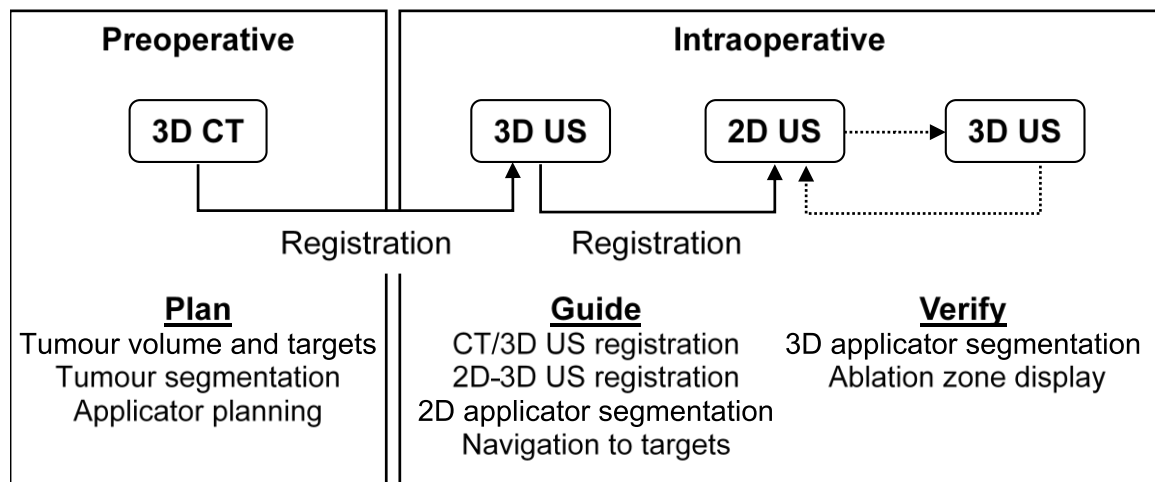 Preoperative
Intraoperative
3D CT
3D US
2D US
3D US
Registration
Registration
Plan
Tumour volume and targets
Tumour segmentation
Applicator planning
Guide
CT/3D US registration
2D-3D US registration
2D applicator segmentation
Navigation to targets
Verify
3D applicator segmentation
Ablation zone display